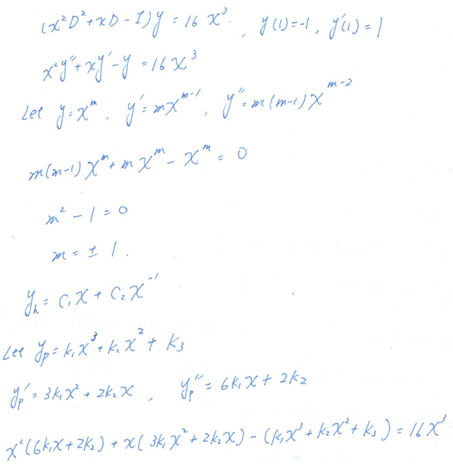 (x²D²+xD-I)y = 16x³, y(1)=-1, y'(1)=1
x²y''+xy'-y = 16x³
Let y=x^m, y'=mx^(m-1), y''=m(m-1)x^(m-2)
m(m-1)x^m+mx^m-x^m=0
m²-1=0
m=±1.
y_h=C₁x+C₂x⁻¹
Let y_p=k₁x³+k₂x²+k₃
y_p'=3k₁x²+2k₂x, y_p''=6k₁x+2k₂
x²(6k₁x+2k₂)+x(3k₁x²+2k₂x)-(k₁x³+k₂x²+k₃)=16x³